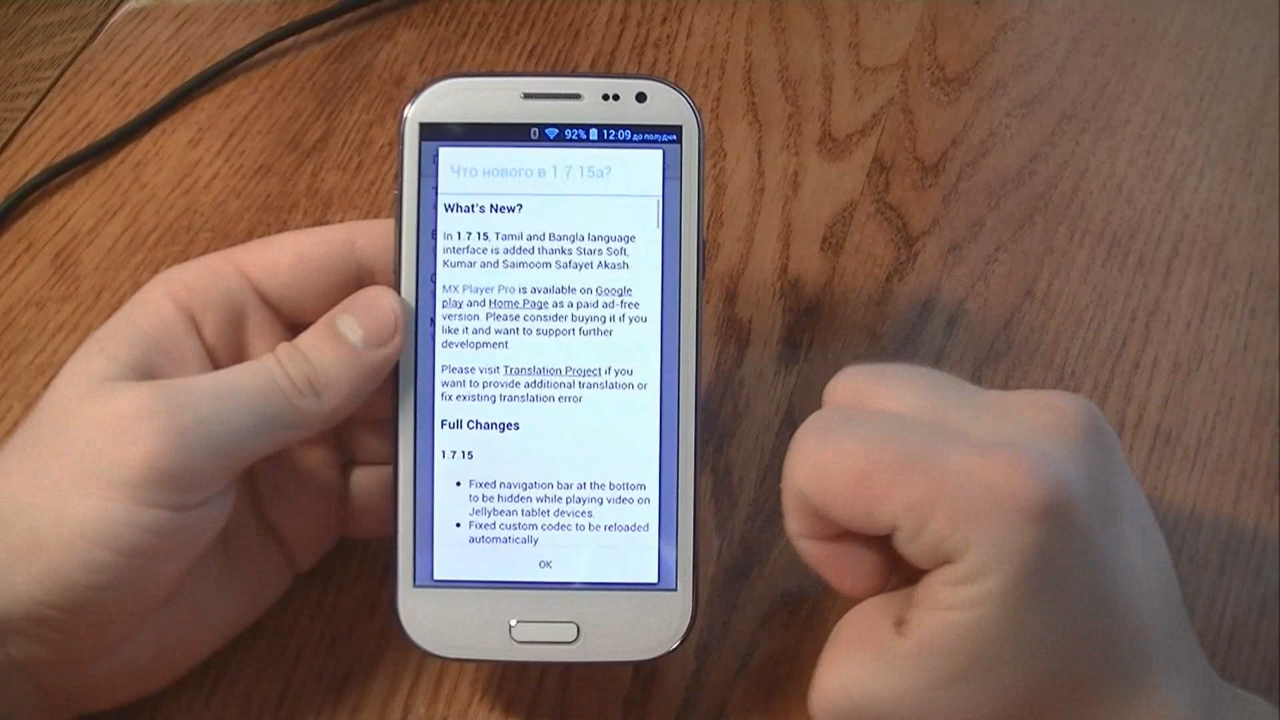 92% 12:09 до полудня
Что нового в 1.7.15a?
What's New?
In 1.7.15, Tamil and Bangla language
interface is added thanks Stars Soft,
Kumar and Saimoom Safayet Akash.
MX Player Pro is available on Google
play and Home Page as a paid ad-free
version. Please consider buying it if you
like it and want to support further
development.
Please visit Translation Project if you
want to provide additional translation or
fix existing translation error.
Full Changes
1.7.15
• Fixed navigation bar at the bottom
to be hidden while playing video on
Jellybean tablet devices.
• Fixed custom codec to be reloaded
automatically
OK